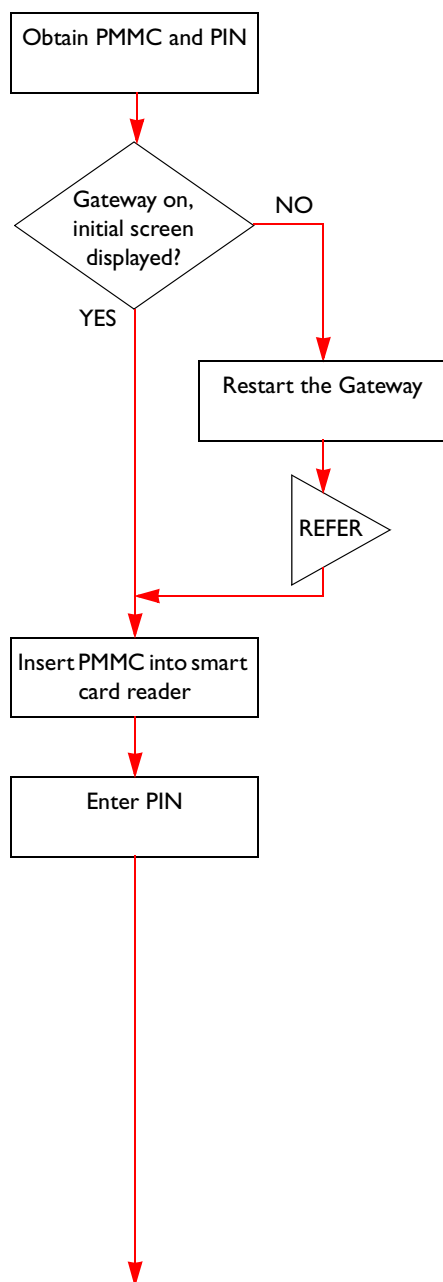 Obtain PMMC and PIN
Gateway on,
initial screen
displayed?
NO
YES
Restart the Gateway
REFER
Insert PMMC into smart
card reader
Enter PIN